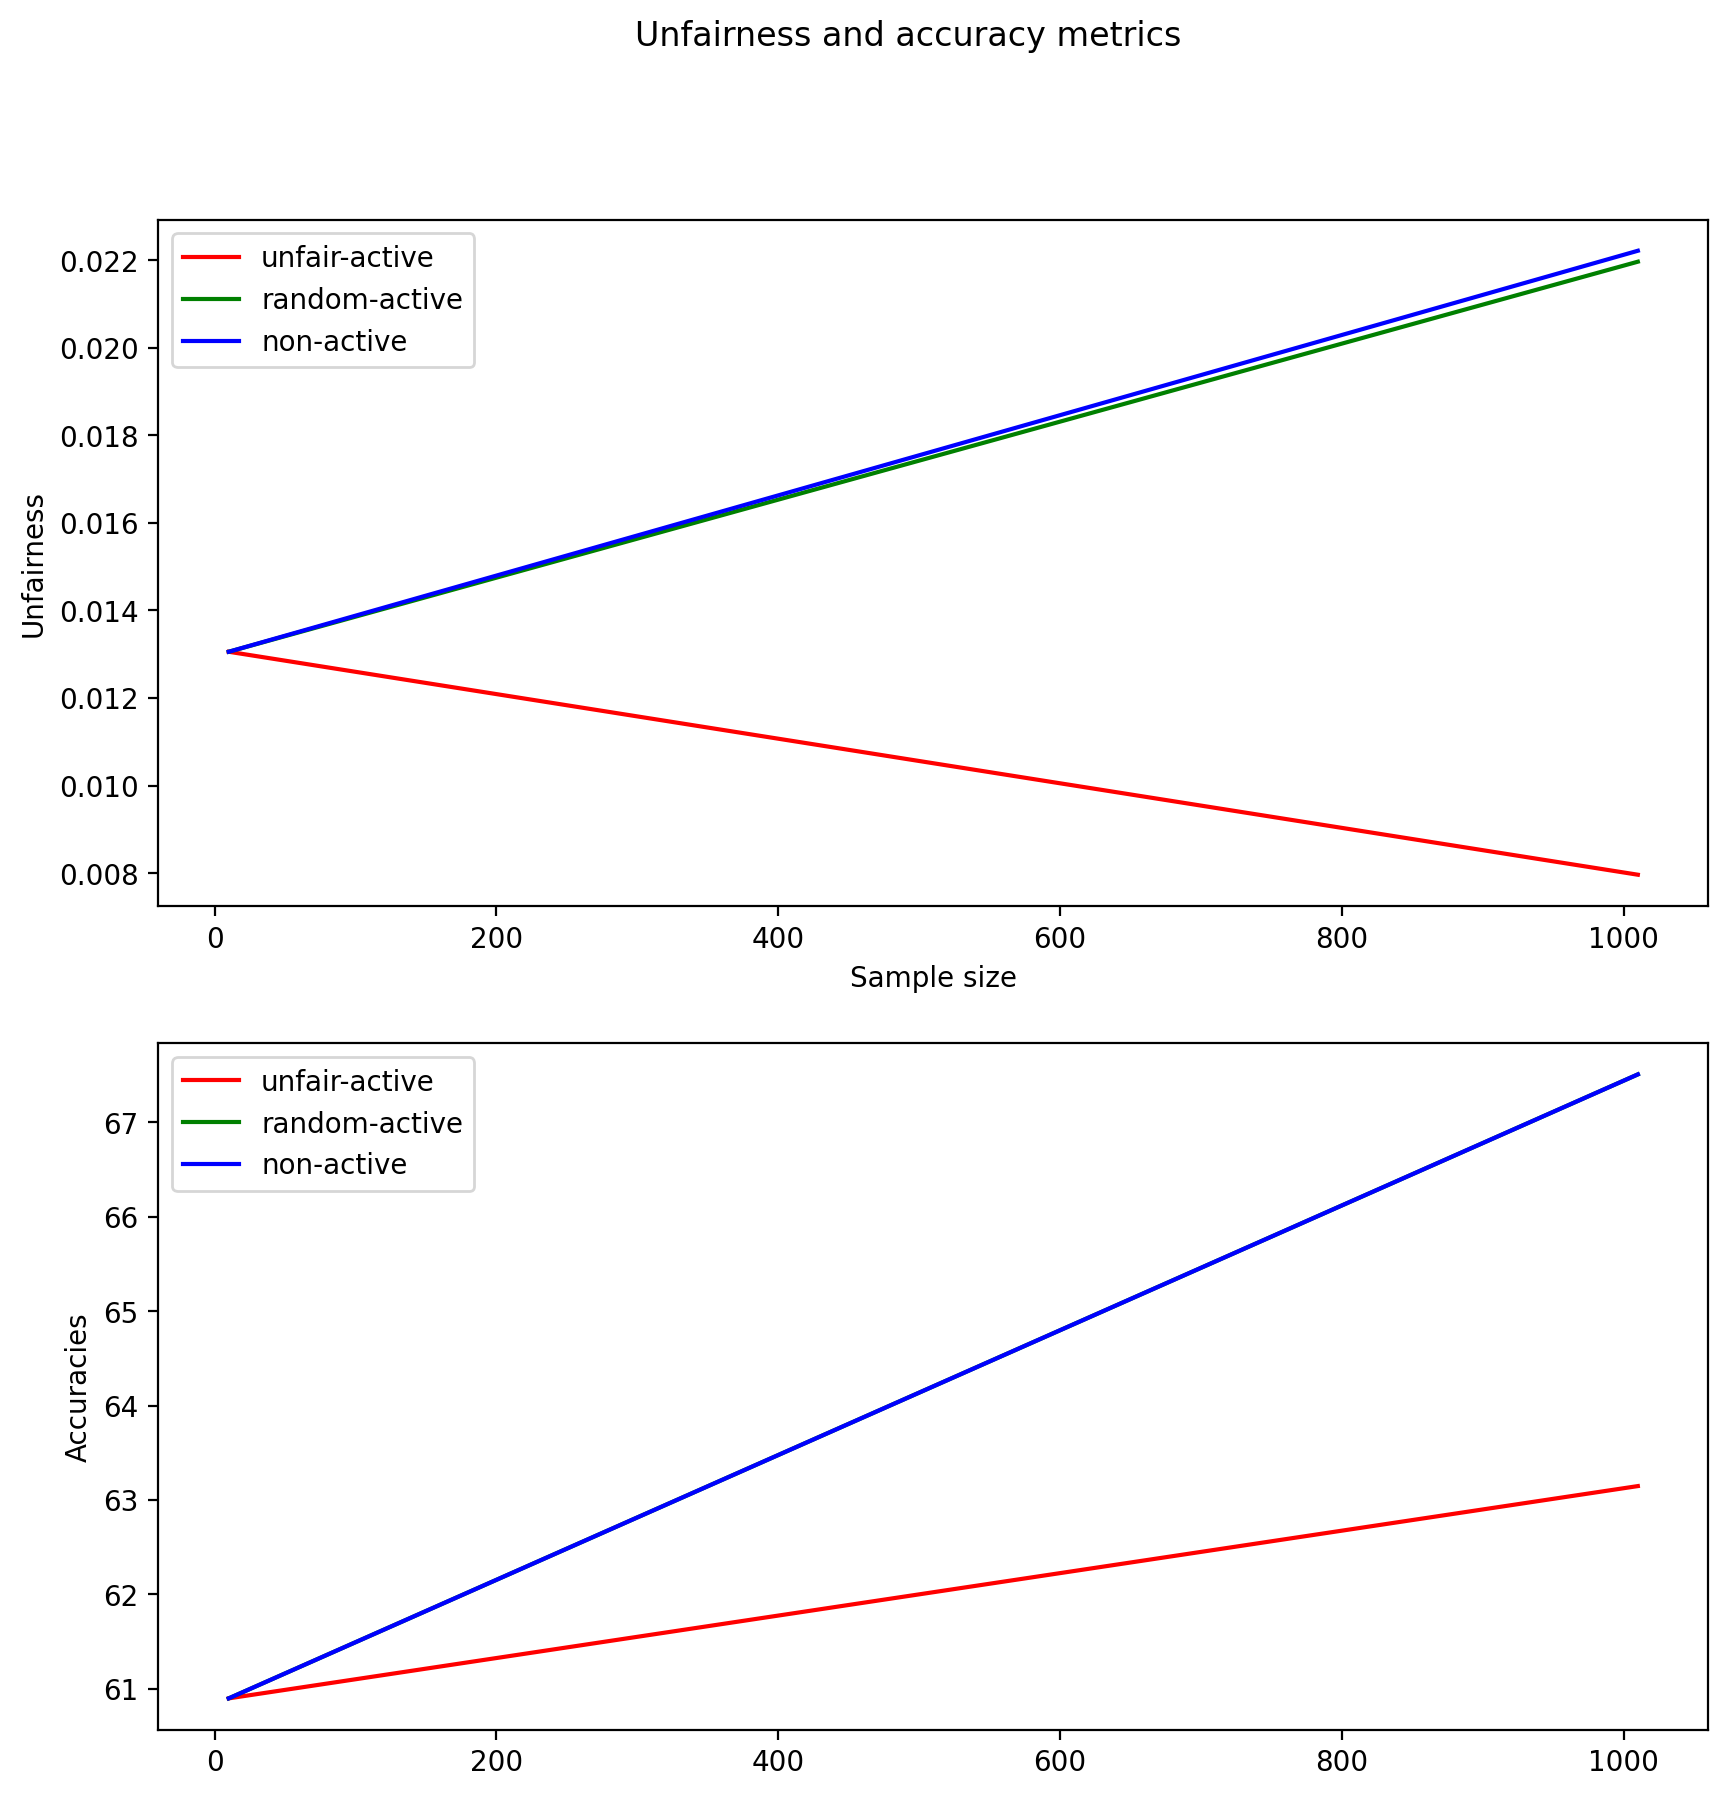 Unfairness and accuracy metrics
unfair-active
random-active
non-active
0.022
0.020
0.018
0.016
0.014
0.012
0.010
0.008
Unfairness
0 200 400 600 800 1000
Sample size
unfair-active
random-active
non-active
67
66
65
64
63
62
61
Accuracies
0 200 400 600 800 1000